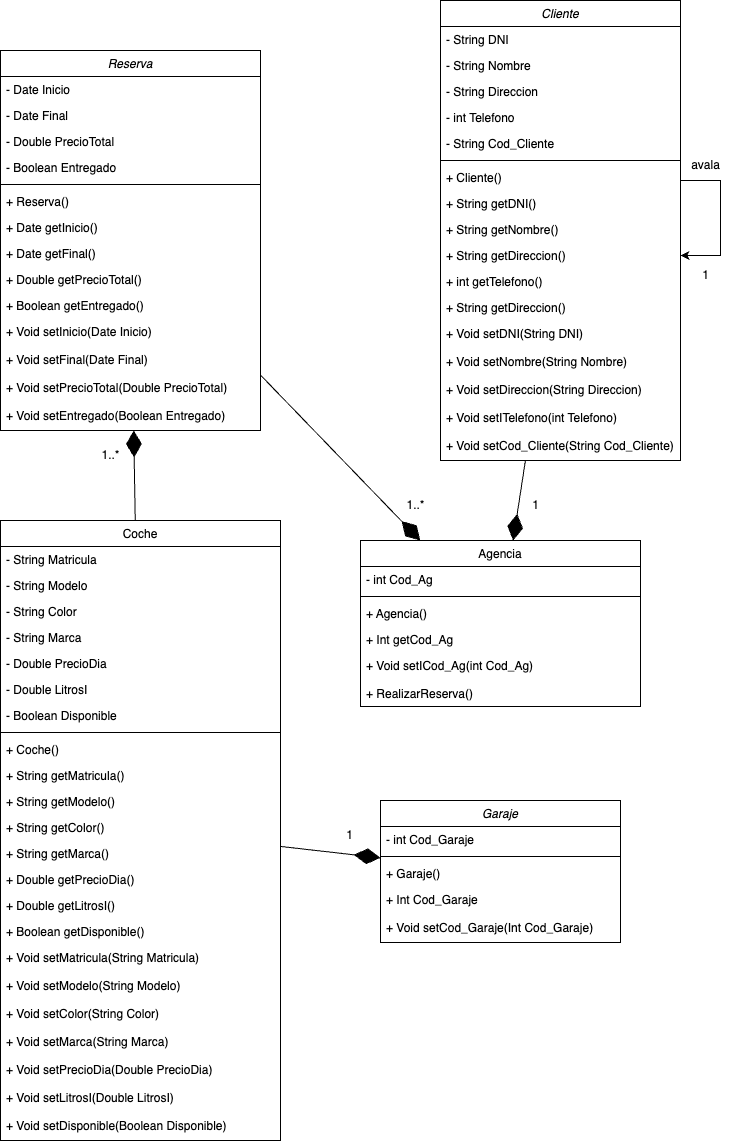 Reserva
- Date Inicio
- Date Final
- Double PrecioTotal
- Boolean Entregado
+ Reserva()
+ Date getInicio()
+ Date getFinal()
+ Double getPrecioTotal()
+ Boolean getEntregado()
+ Void setInicio(Date Inicio)
+ Void setFinal(Date Final)
+ Void setPrecioTotal(Double PrecioTotal)
+ Void setEntregado(Boolean Entregado)
1..*
Cliente
- String DNI
- String Nombre
- String Direccion
- int Telefono
- String Cod_Cliente
+ Cliente()
+ String getDNI()
+ String getNombre()
+ String getDireccion()
+ int getTelefono()
+ String getDireccion()
+ Void setDNI(String DNI)
+ Void setNombre(String Nombre)
+ Void setDireccion(String Direccion)
+ Void setITelefono(int Telefono)
+ Void setCod_Cliente(String Cod_Cliente)
avala
1
1..*
1
Coche
- String Matricula
- String Modelo
- String Color
- String Marca
- Double PrecioDia
- Double LitrosI
- Boolean Disponible
+ Coche()
+ String getMatricula()
+ String getModelo()
+ String getColor()
+ String getMarca()
+ Double getPrecioDia()
+ Double getLitrosI()
+ Boolean getDisponible()
+ Void setMatricula(String Matricula)
+ Void setModelo(String Modelo)
+ Void setColor(String Color)
+ Void setMarca(String Marca)
+ Void setPrecioDia(Double PrecioDia)
+ Void setLitrosI(Double LitrosI)
+ Void setDisponible(Boolean Disponible)
Agencia
- int Cod_Ag
+ Agencia()
+ Int getCod_Ag
+ Void setICod_Ag(int Cod_Ag)
+ RealizarReserva()
1
Garaje
- int Cod_Garaje
+ Garaje()
+ Int Cod_Garaje
+ Void setCod_Garaje(Int Cod_Garaje)